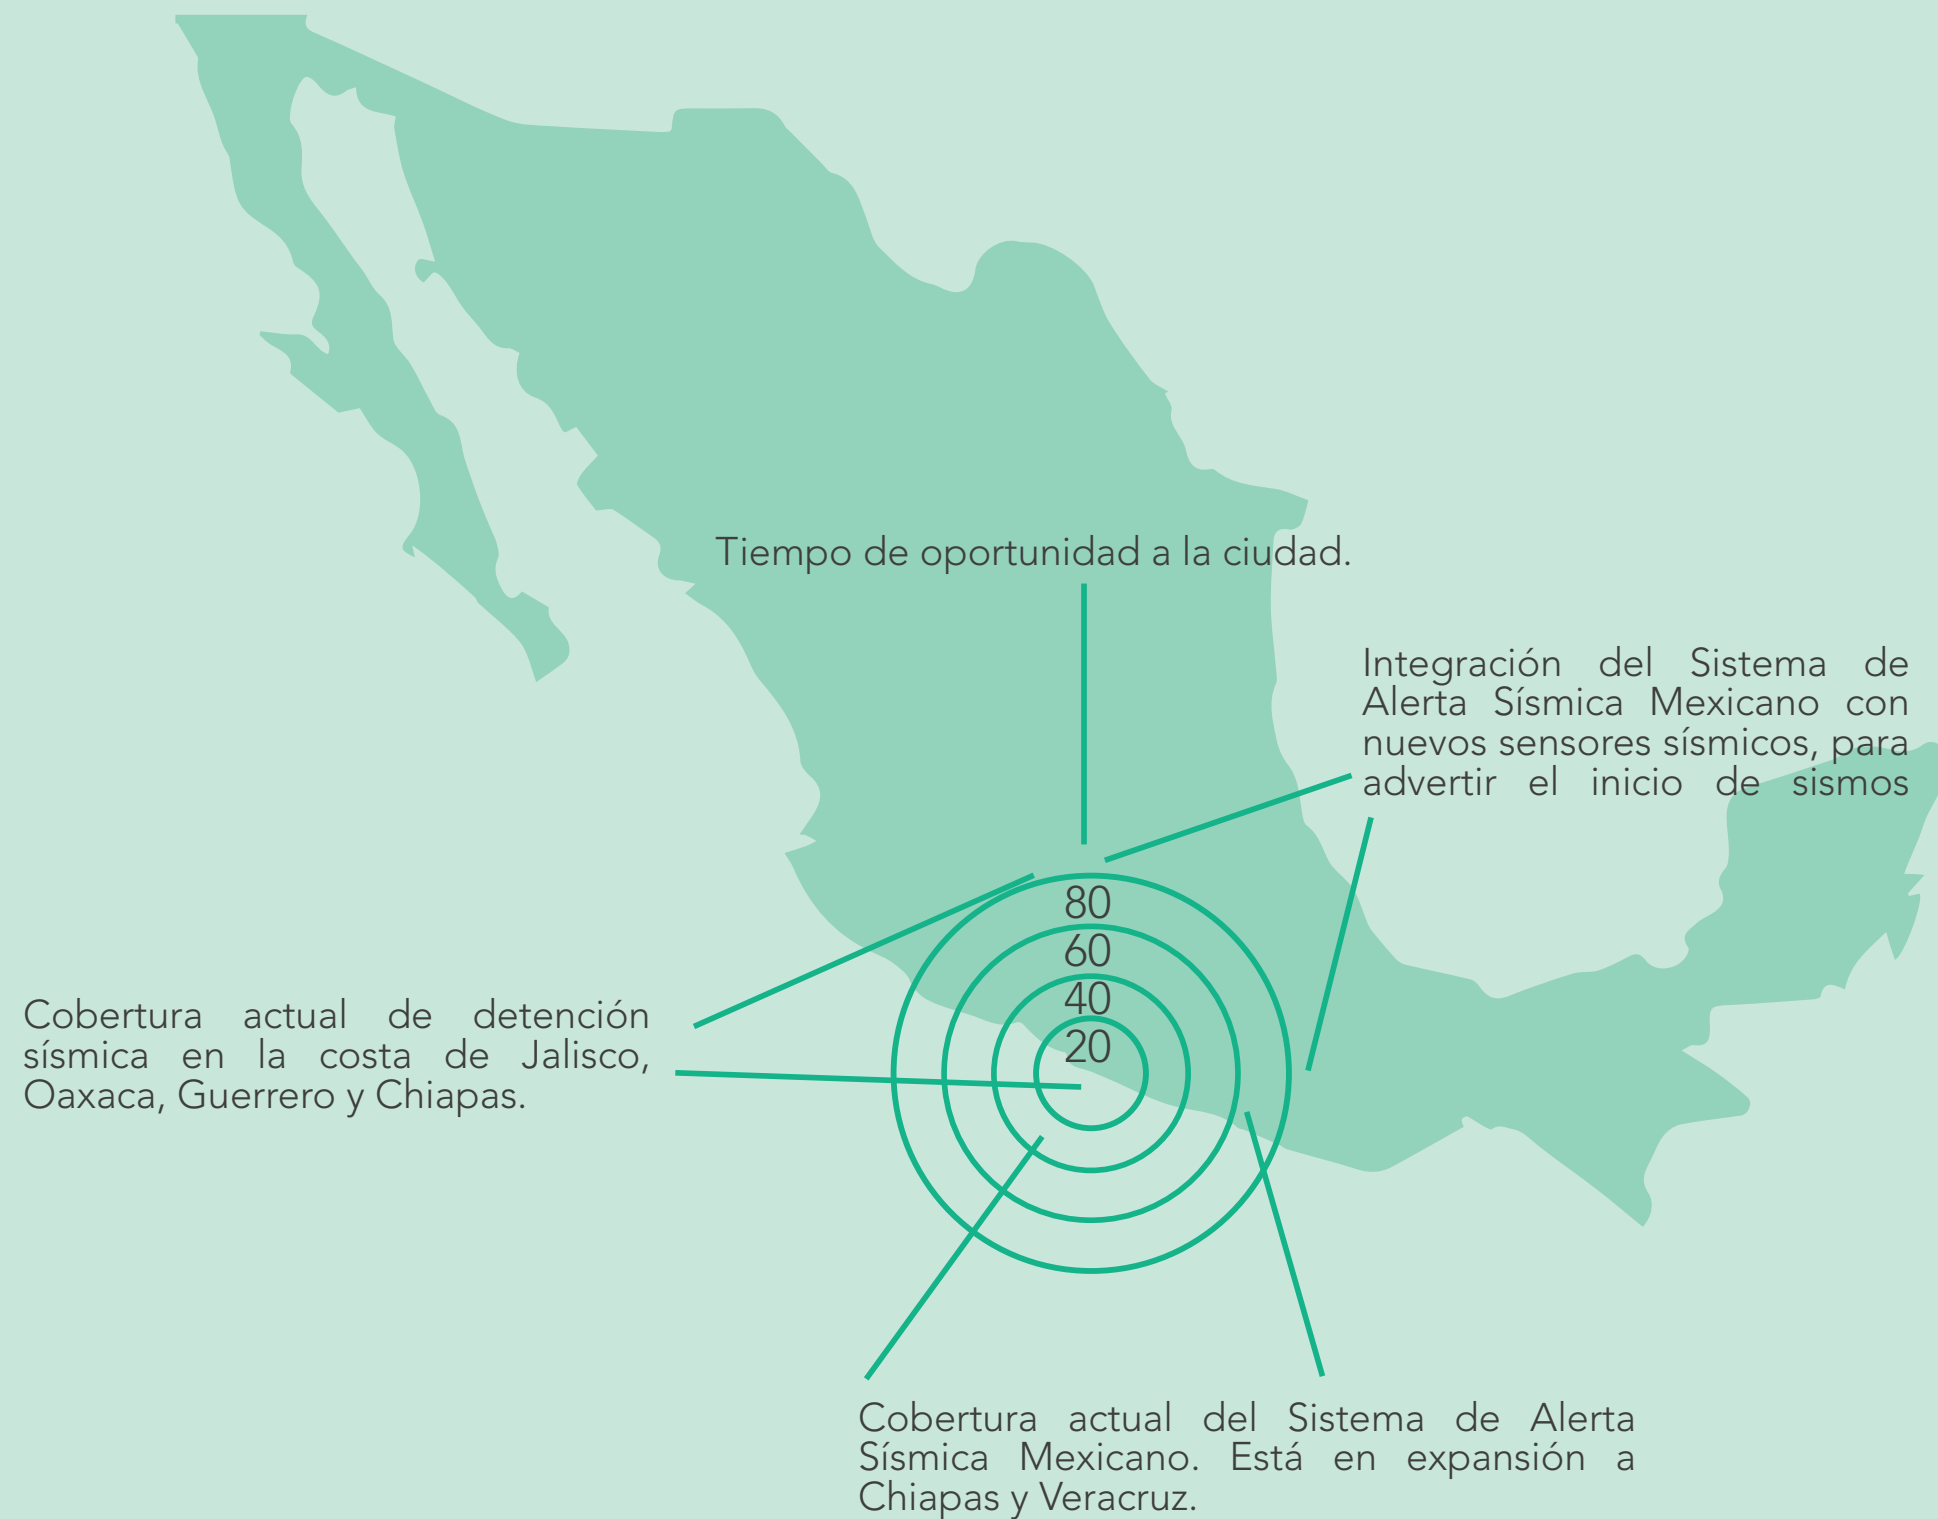 Tiempo de oportunidad a la ciudad.
Integración del Sistema de
Alerta Sísmica Mexicano con
nuevos sensores sísmicos, para
advertir el inicio de sismos
80
60
40
20
Cobertura actual de detención
sísmica en la costa de Jalisco,
Oaxaca, Guerrero y Chiapas.
Cobertura actual del Sistema de Alerta
Sísmica Mexicano. Está en expansión a
Chiapas y Veracruz.